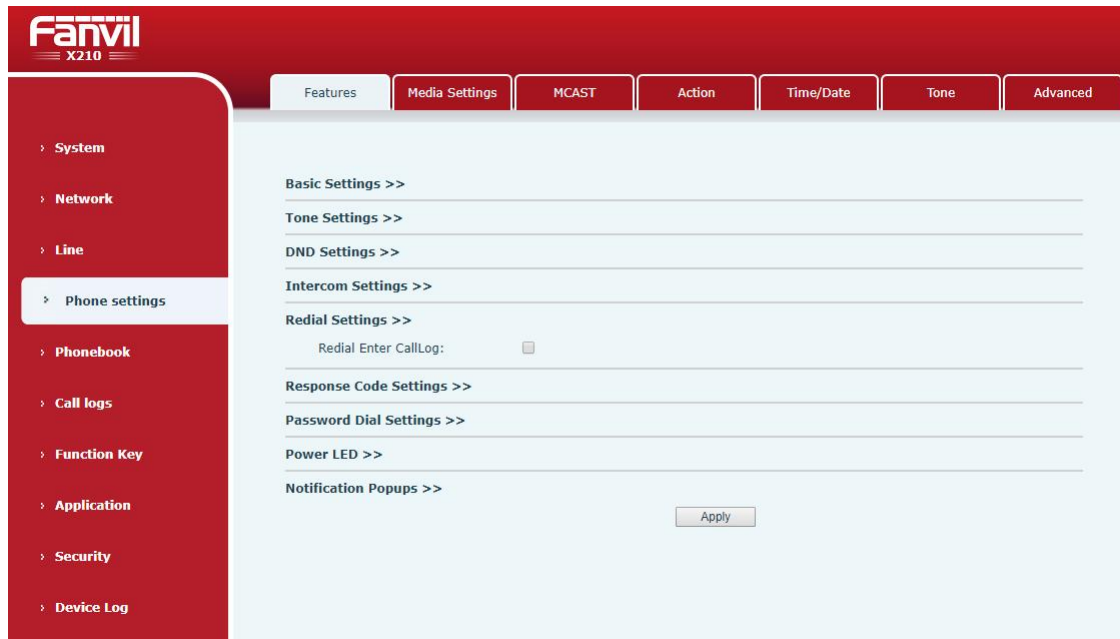 Fanvil
X210
Features
Media Settings
MCAST
Action
Time/Date
Tone
Advanced
› System
› Network
› Line
› Phone settings
› Phonebook
› Call logs
› Function Key
› Application
› Security
› Device Log
Basic Settings >>
Tone Settings >>
DND Settings >>
Intercom Settings >>
Redial Settings >>
Redial Enter CallLog:
Response Code Settings >>
Password Dial Settings >>
Power LED >>
Notification Popups >>
Apply